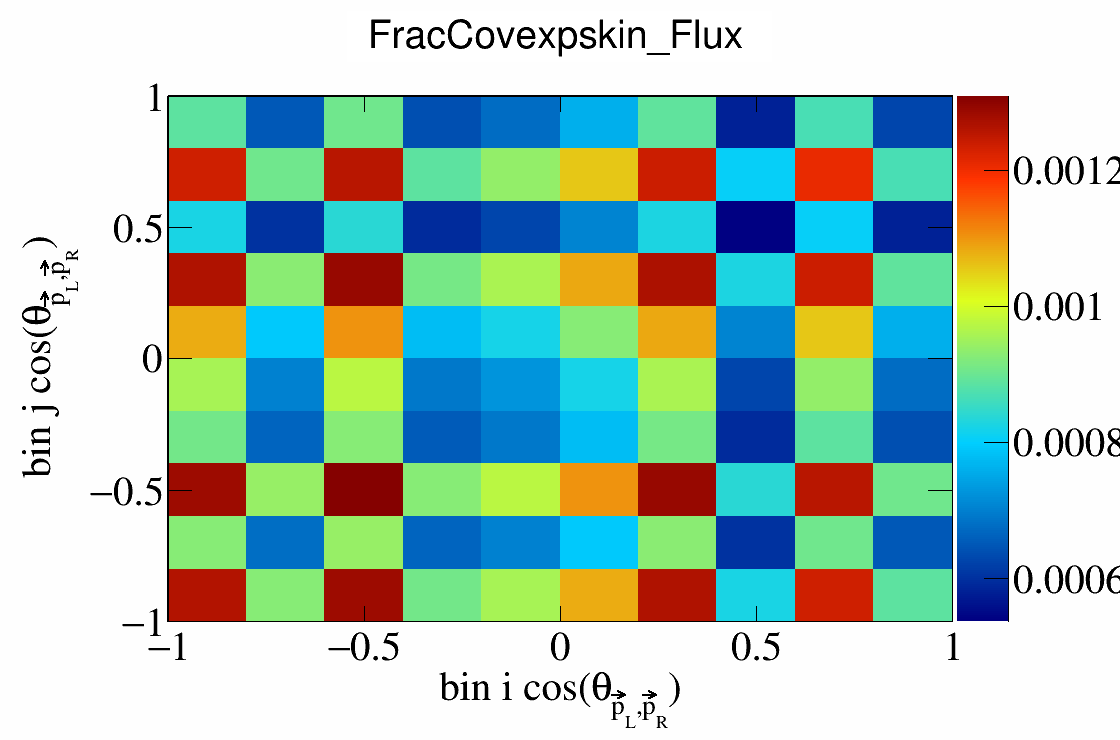 FracCovexpskin_Flux
1
0.5
0
−0.5
−1
bin j cos(θp⃗L,p⃗R)
−1 −0.5 0 0.5 1
bin i cos(θp⃗L,p⃗R)
0.0012
0.001
0.0008
0.0006